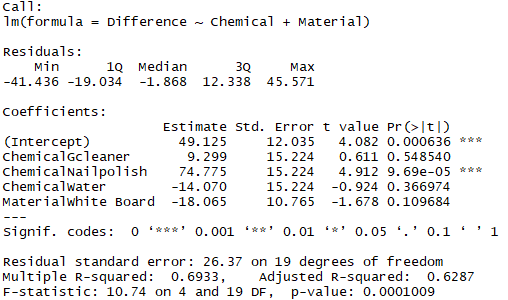 Call:
lm(formula = Difference ~ Chemical + Material)
Residuals:
    Min      1Q  Median      3Q     Max
-41.436 -19.034  -1.868  12.338  45.571
Coefficients:
                    Estimate Std. Error t value Pr(>|t|)
(Intercept)           49.125     12.035   4.082 0.000636 ***
ChemicalGcleaner       9.299     15.224   0.611 0.548540
ChemicalNailpolish    74.775     15.224   4.912 9.69e-05 ***
ChemicalWater        -14.070     15.224  -0.924 0.366974
MaterialWhite Board  -18.065     10.765  -1.678 0.109684
---
Signif. codes:  0 ‘***’ 0.001 ‘**’ 0.01 ‘*’ 0.05 ‘.’ 0.1 ‘ ’ 1
Residual standard error: 26.37 on 19 degrees of freedom
Multiple R-squared:  0.6933,    Adjusted R-squared:  0.6287
F-statistic: 10.74 on 4 and 19 DF,  p-value: 0.0001009